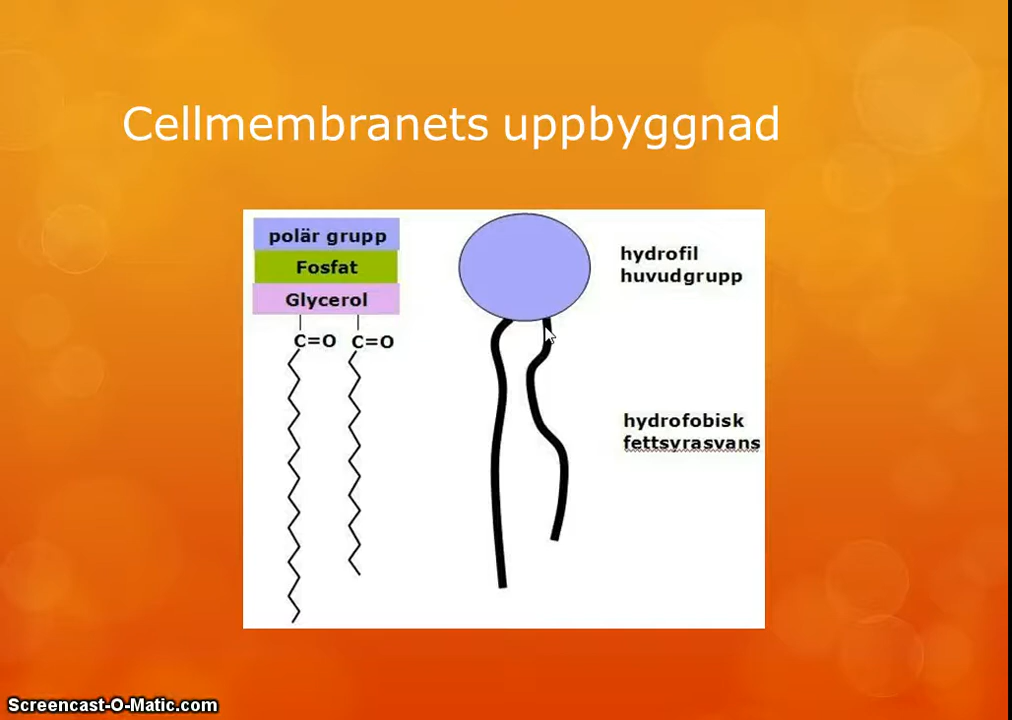 Cellmembranets uppbyggnad
polär grupp
Fosfat
Glycerol
C=O C=O
hydrofil
huvudgrupp
hydrofobisk
fettsyrasvans
Screencast-O-Matic.com